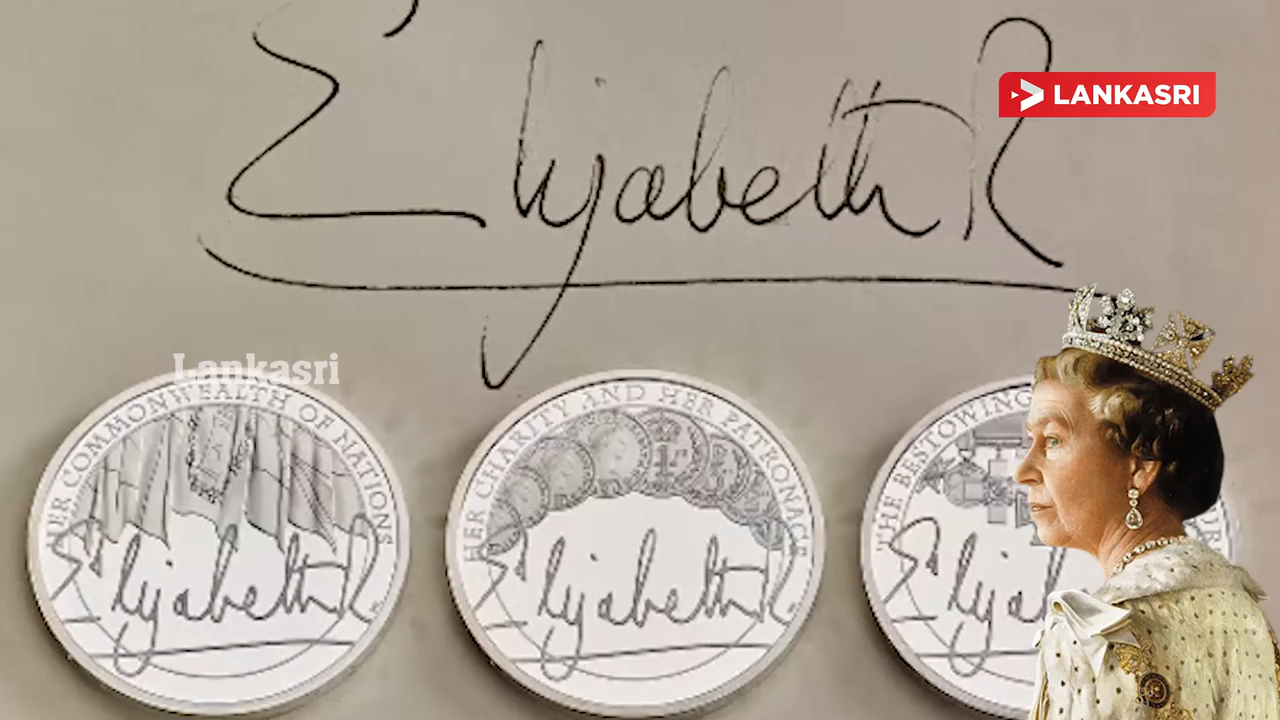 Elizabeth R
LANKASRI
Lankasri
HER COMMONWEALTH OF NATIONS
Elizabeth R
HER CHARITY AND HER PATRONAGE
Elizabeth R
THE BESTOWING